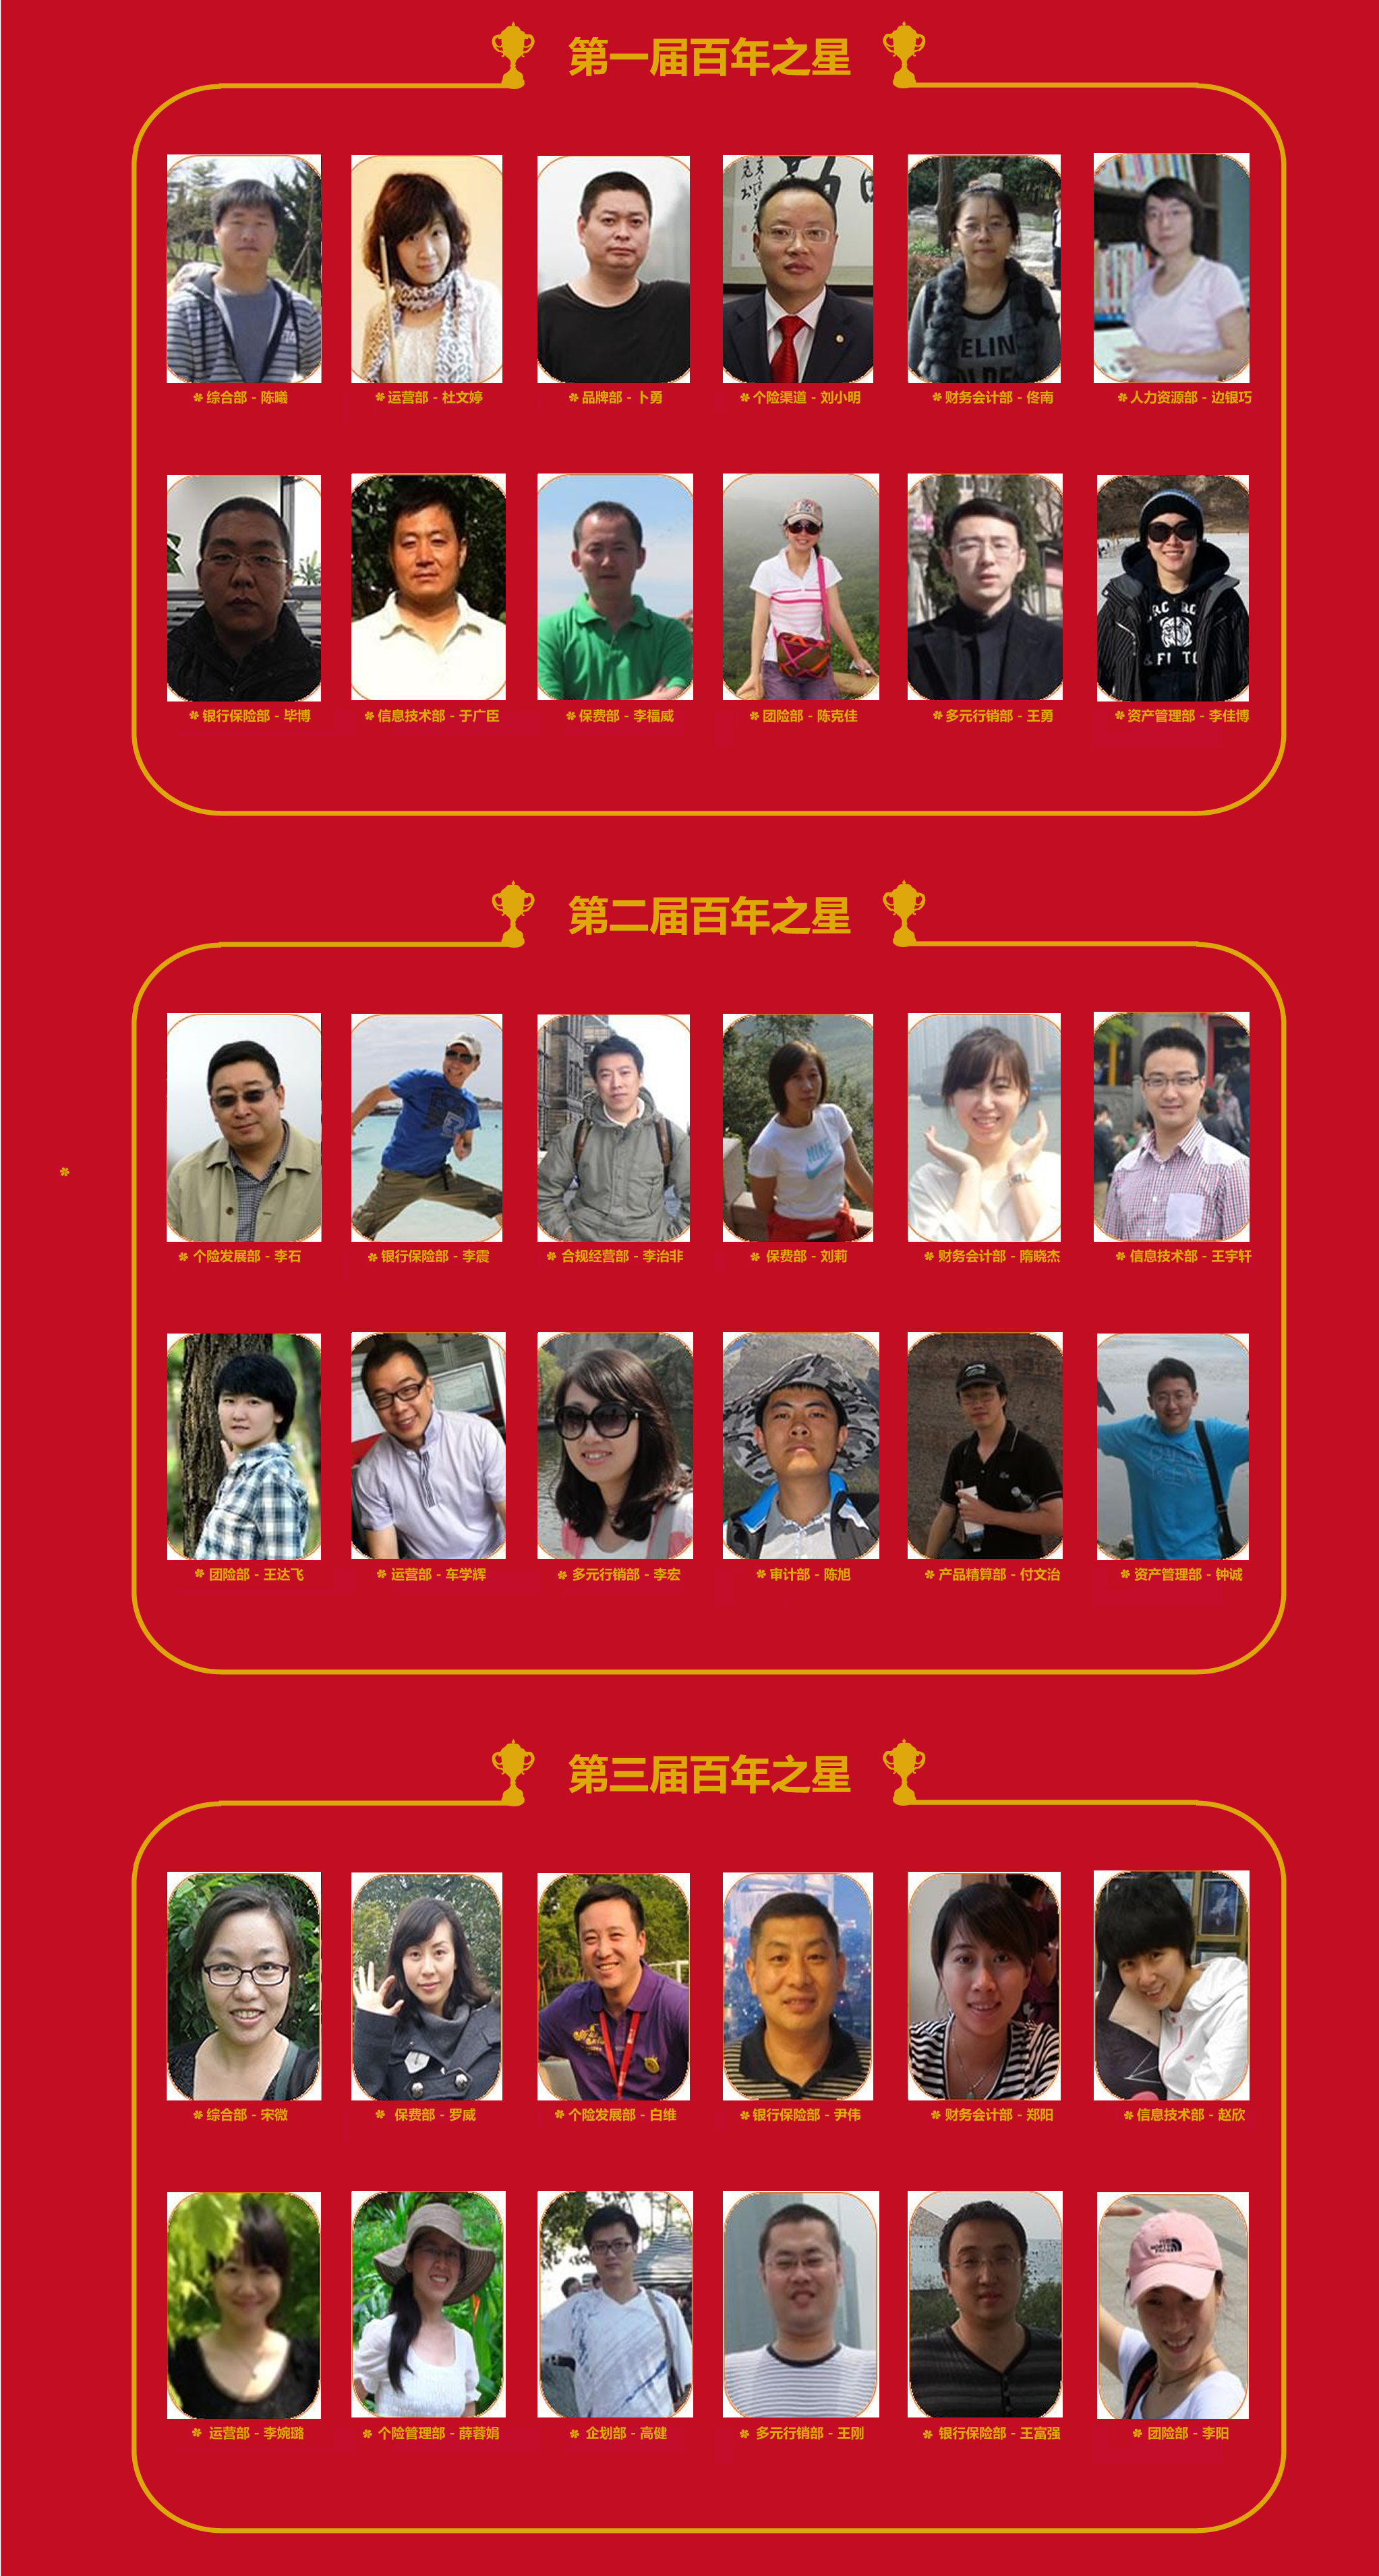 第一届百年之星
综合部 - 陈曦
运营部 - 杜文婷
品牌部 - 卜勇
个险渠道 - 刘小明
财务会计部 - 佟南
人力资源部 - 边银巧
银行保险部 - 毕博
信息技术部 - 于广臣
保费部 - 李福威
团险部 - 陈克佳
多元行销部 - 王勇
资产管理部 - 李佳博
第二届百年之星
个险发展部 - 李石
银行保险部 - 李震
合规经营部 - 李治非
保费部 - 刘莉
财务会计部 - 隋晓杰
信息技术部 - 王宇轩
团险部 - 王达飞
运营部 - 车学辉
多元行销部 - 李宏
审计部 - 陈旭
产品精算部 - 付文治
资产管理部 - 钟诚
第三届百年之星
综合部 - 宋微
保费部 - 罗威
个险发展部 - 白维
银行保险部 - 尹伟
财务会计部 - 郑阳
信息技术部 - 赵欣
运营部 - 李婉璐
个险管理部 - 薛蓉娟
企划部 - 高健
多元行销部 - 王刚
银行保险部 - 王富强
团险部 - 李阳